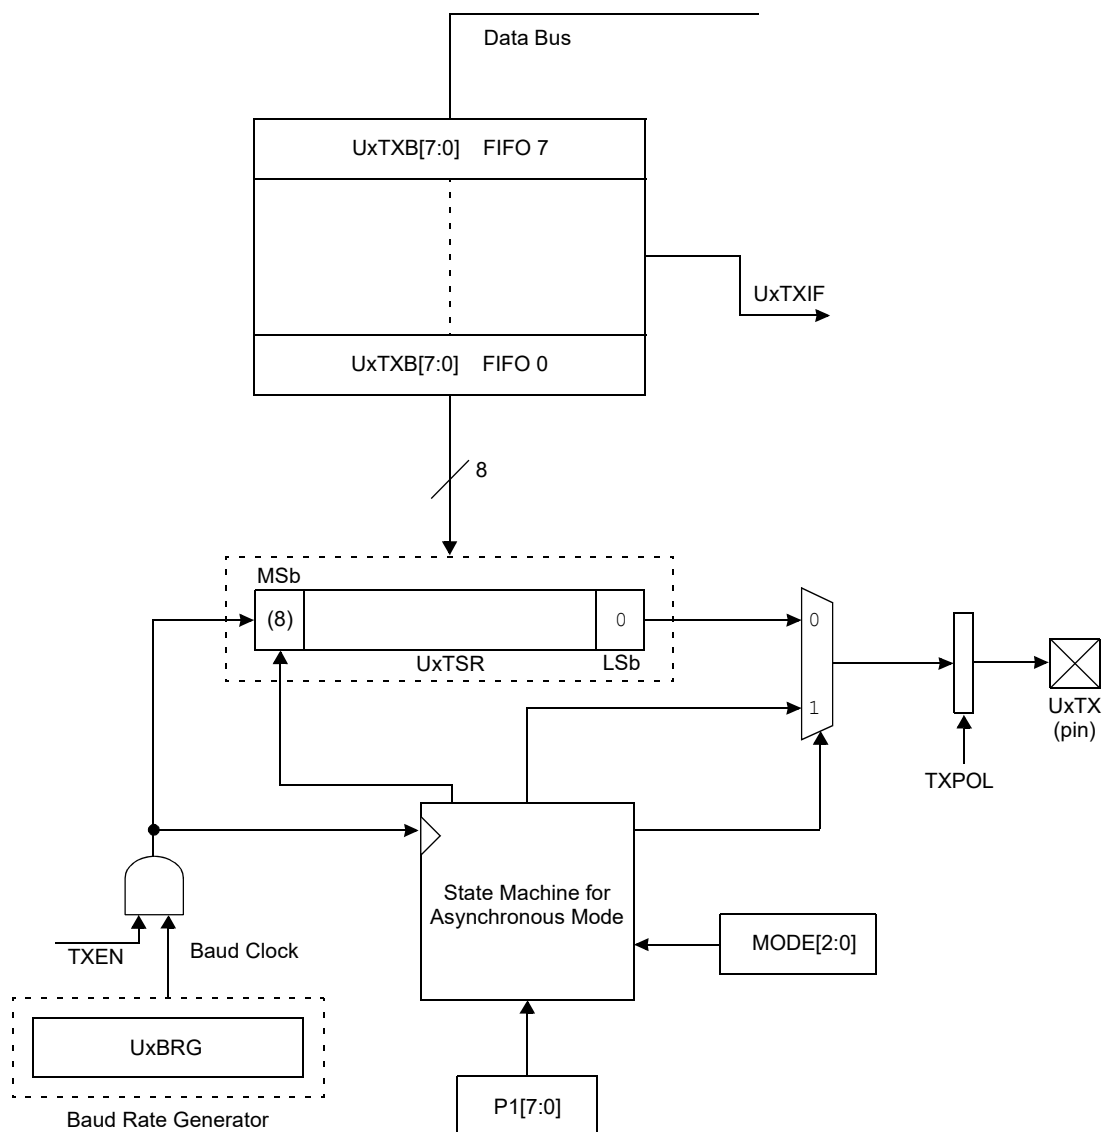 Data Bus
UxTXB[7:0] FIFO 7
UxTXIF
UxTXB[7:0] FIFO 0
8
MSb
(8)
0
UxTSR
LSb
0
1
UxTX
(pin)
TXPOL
State Machine for
Asynchronous Mode
TXEN
Baud Clock
MODE[2:0]
UxBRG
Baud Rate Generator
P1[7:0]